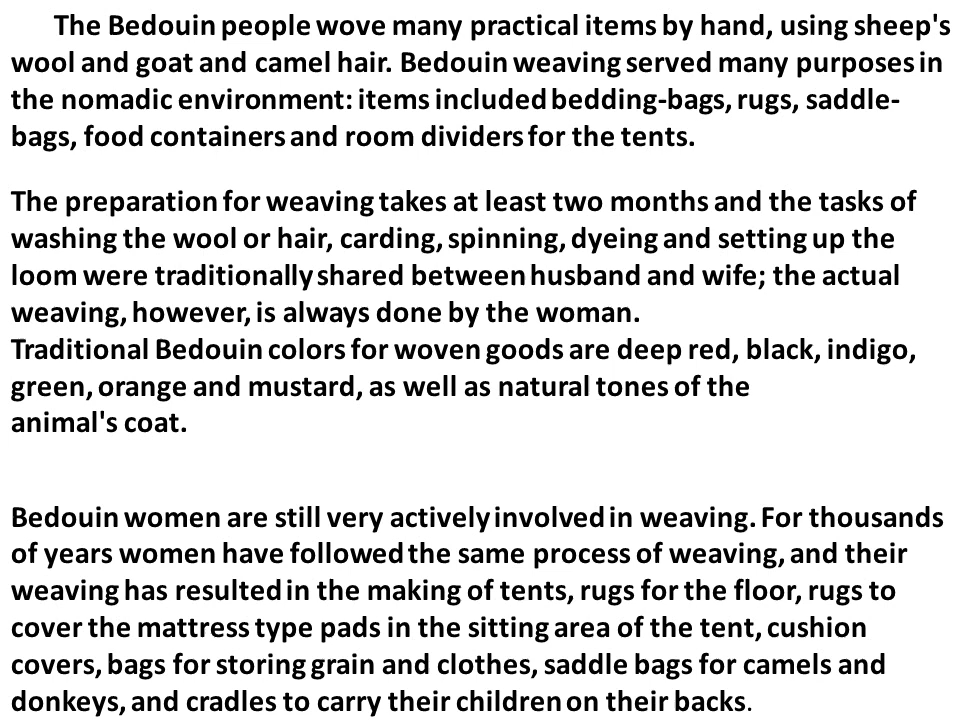 The Bedouin people wove many practical items by hand, using sheep's
wool and goat and camel hair. Bedouin weaving served many purposes in
the nomadic environment: items included bedding-bags, rugs, saddle-
bags, food containers and room dividers for the tents.
The preparation for weaving takes at least two months and the tasks of
washing the wool or hair, carding, spinning, dyeing and setting up the
loom were traditionally shared between husband and wife; the actual
weaving, however, is always done by the woman.
Traditional Bedouin colors for woven goods are deep red, black, indigo,
green, orange and mustard, as well as natural tones of the
animal's coat.
Bedouin women are still very actively involved in weaving. For thousands
of years women have followed the same process of weaving, and their
weaving has resulted in the making of tents, rugs for the floor, rugs to
cover the mattress type pads in the sitting area of the tent, cushion
covers, bags for storing grain and clothes, saddle bags for camels and
donkeys, and cradles to carry their children on their backs.